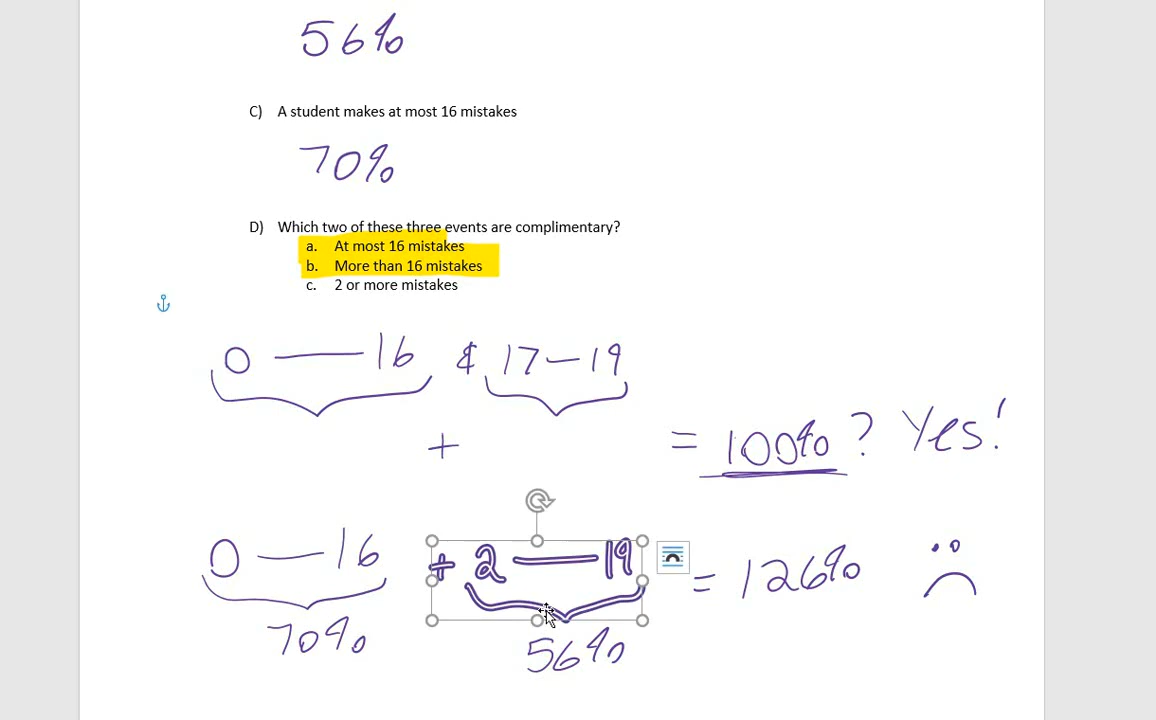 56%
C) A student makes at most 16 mistakes
70%
D) Which two of these three events are complimentary?
a. At most 16 mistakes
b. More than 16 mistakes
c. 2 or more mistakes
0 — 16 & 17 — 19
+ = 100% ? Yes!
0 — 16 + 2 — 19 = 126%
70% 56%